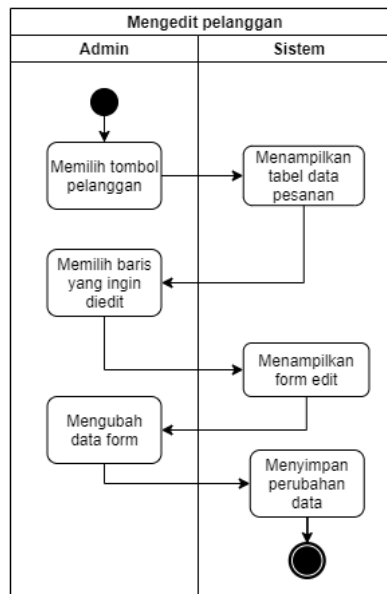 Mengedit pelanggan
Admin
Sistem
Memilih tombol
pelanggan
Menampilkan
tabel data
pesanan
Memilih baris
yang ingin
diedit
Menampilkan
form edit
Mengubah
data form
Menyimpan
perubahan
data